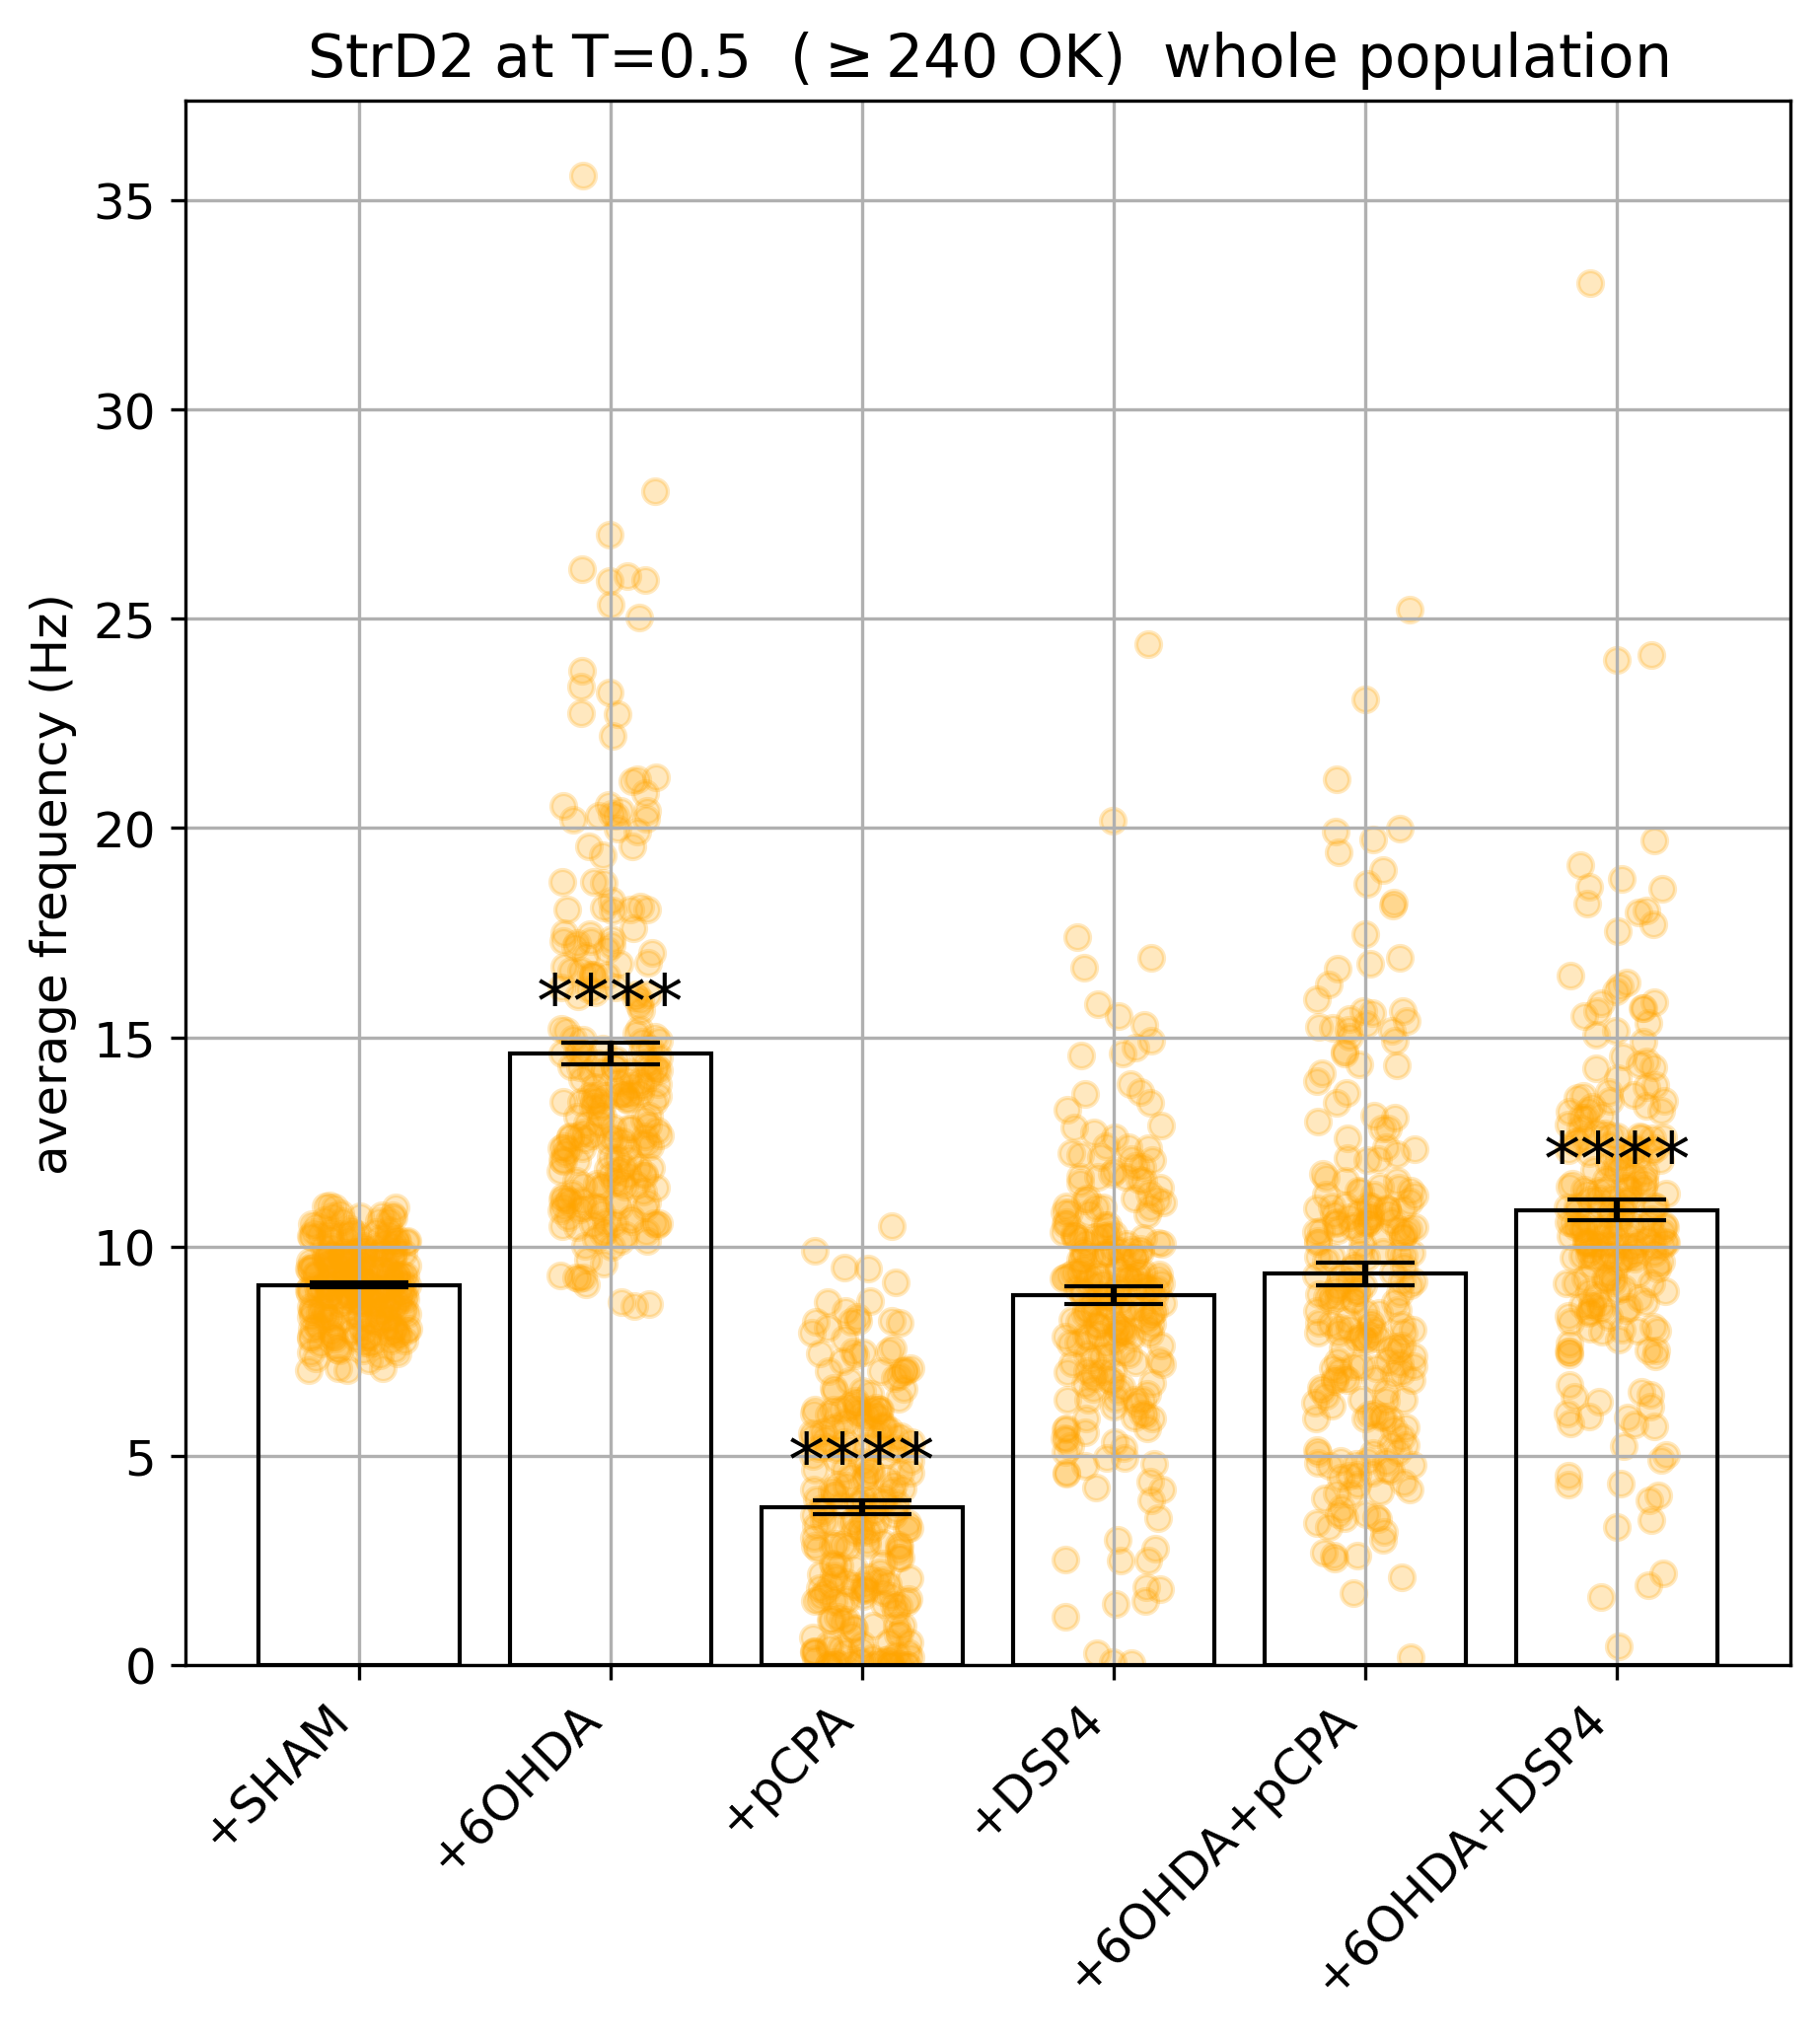 StrD2 at T=0.5 ( ≥240 OK) whole population
average frequency (Hz)
35
30
25
20
15
10
5
0
****
****
****
+SHAM
+6OHDA
+pCPA
+DSP4
+6OHDA+pCPA
+6OHDA+DSP4